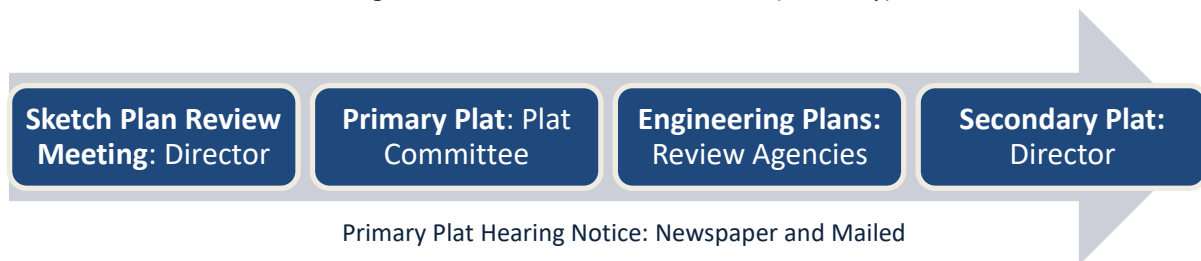 Sketch Plan Review
Meeting: Director
Primary Plat: Plat
Committee
Engineering Plans:
Review Agencies
Secondary Plat:
Director
Primary Plat Hearing Notice: Newspaper and Mailed